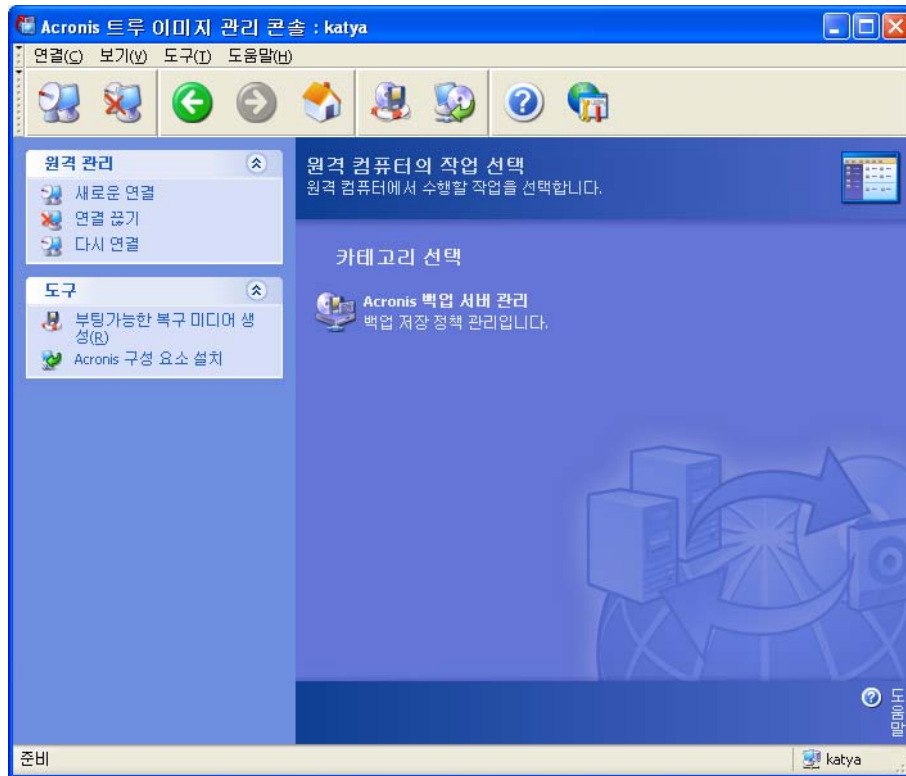 Acronis 트루 이미지 관리 콘솔 : katya
연결(C) 보기(V) 도구(T) 도움말(H)
원격 관리
새로운 연결
연결 끊기
다시 연결
도구
부팅가능한 복구 미디어 생
성(R)
Acronis 구성 요소 설치
원격 컴퓨터의 작업 선택
원격 컴퓨터에서 수행할 작업을 선택합니다.
카테고리 선택
Acronis 백업 서버 관리
백업 저장 정책 관리입니다.
도움말
준비
katya